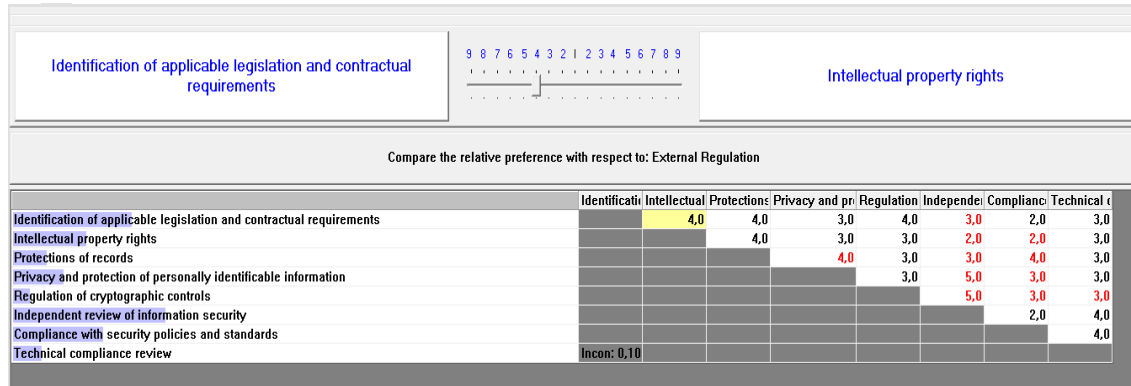 Identification of applicable legislation and contractual
requirements
9 8 7 6 5 4 3 2 1 2 3 4 5 6 7 8 9
Intellectual property rights
Compare the relative preference with respect to: External Regulation
Identificatio Intellectual Protections Privacy and pr Regulation Independe Compliance Technical c
Identification of applicable legislation and contractual requirements 4,0 4,0 3,0 4,0 3,0 2,0 3,0
Intellectual property rights 4,0 3,0 3,0 2,0 2,0 3,0
Protections of records 4,0 3,0 3,0 4,0 3,0
Privacy and protection of personally identificable information 3,0 5,0 3,0 3,0
Regulation of cryptographic controls 5,0 3,0 3,0
Independent review of information security 2,0 4,0
Compliance with security policies and standards 4,0
Technical compliance review Incon: 0,10